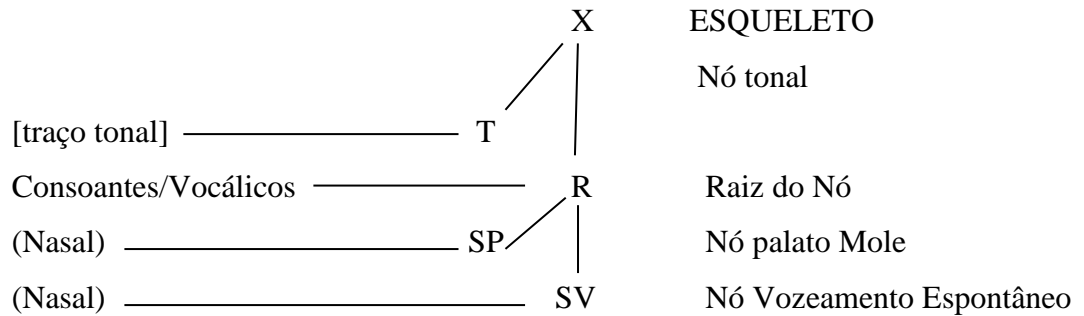 X ESQUELETO
Nó tonal
[traço tonal] T
Consoantes/Vocálicos R Raiz do Nó
(Nasal) SP Nó palato Mole
(Nasal) SV Nó Vozeamento Espontâneo